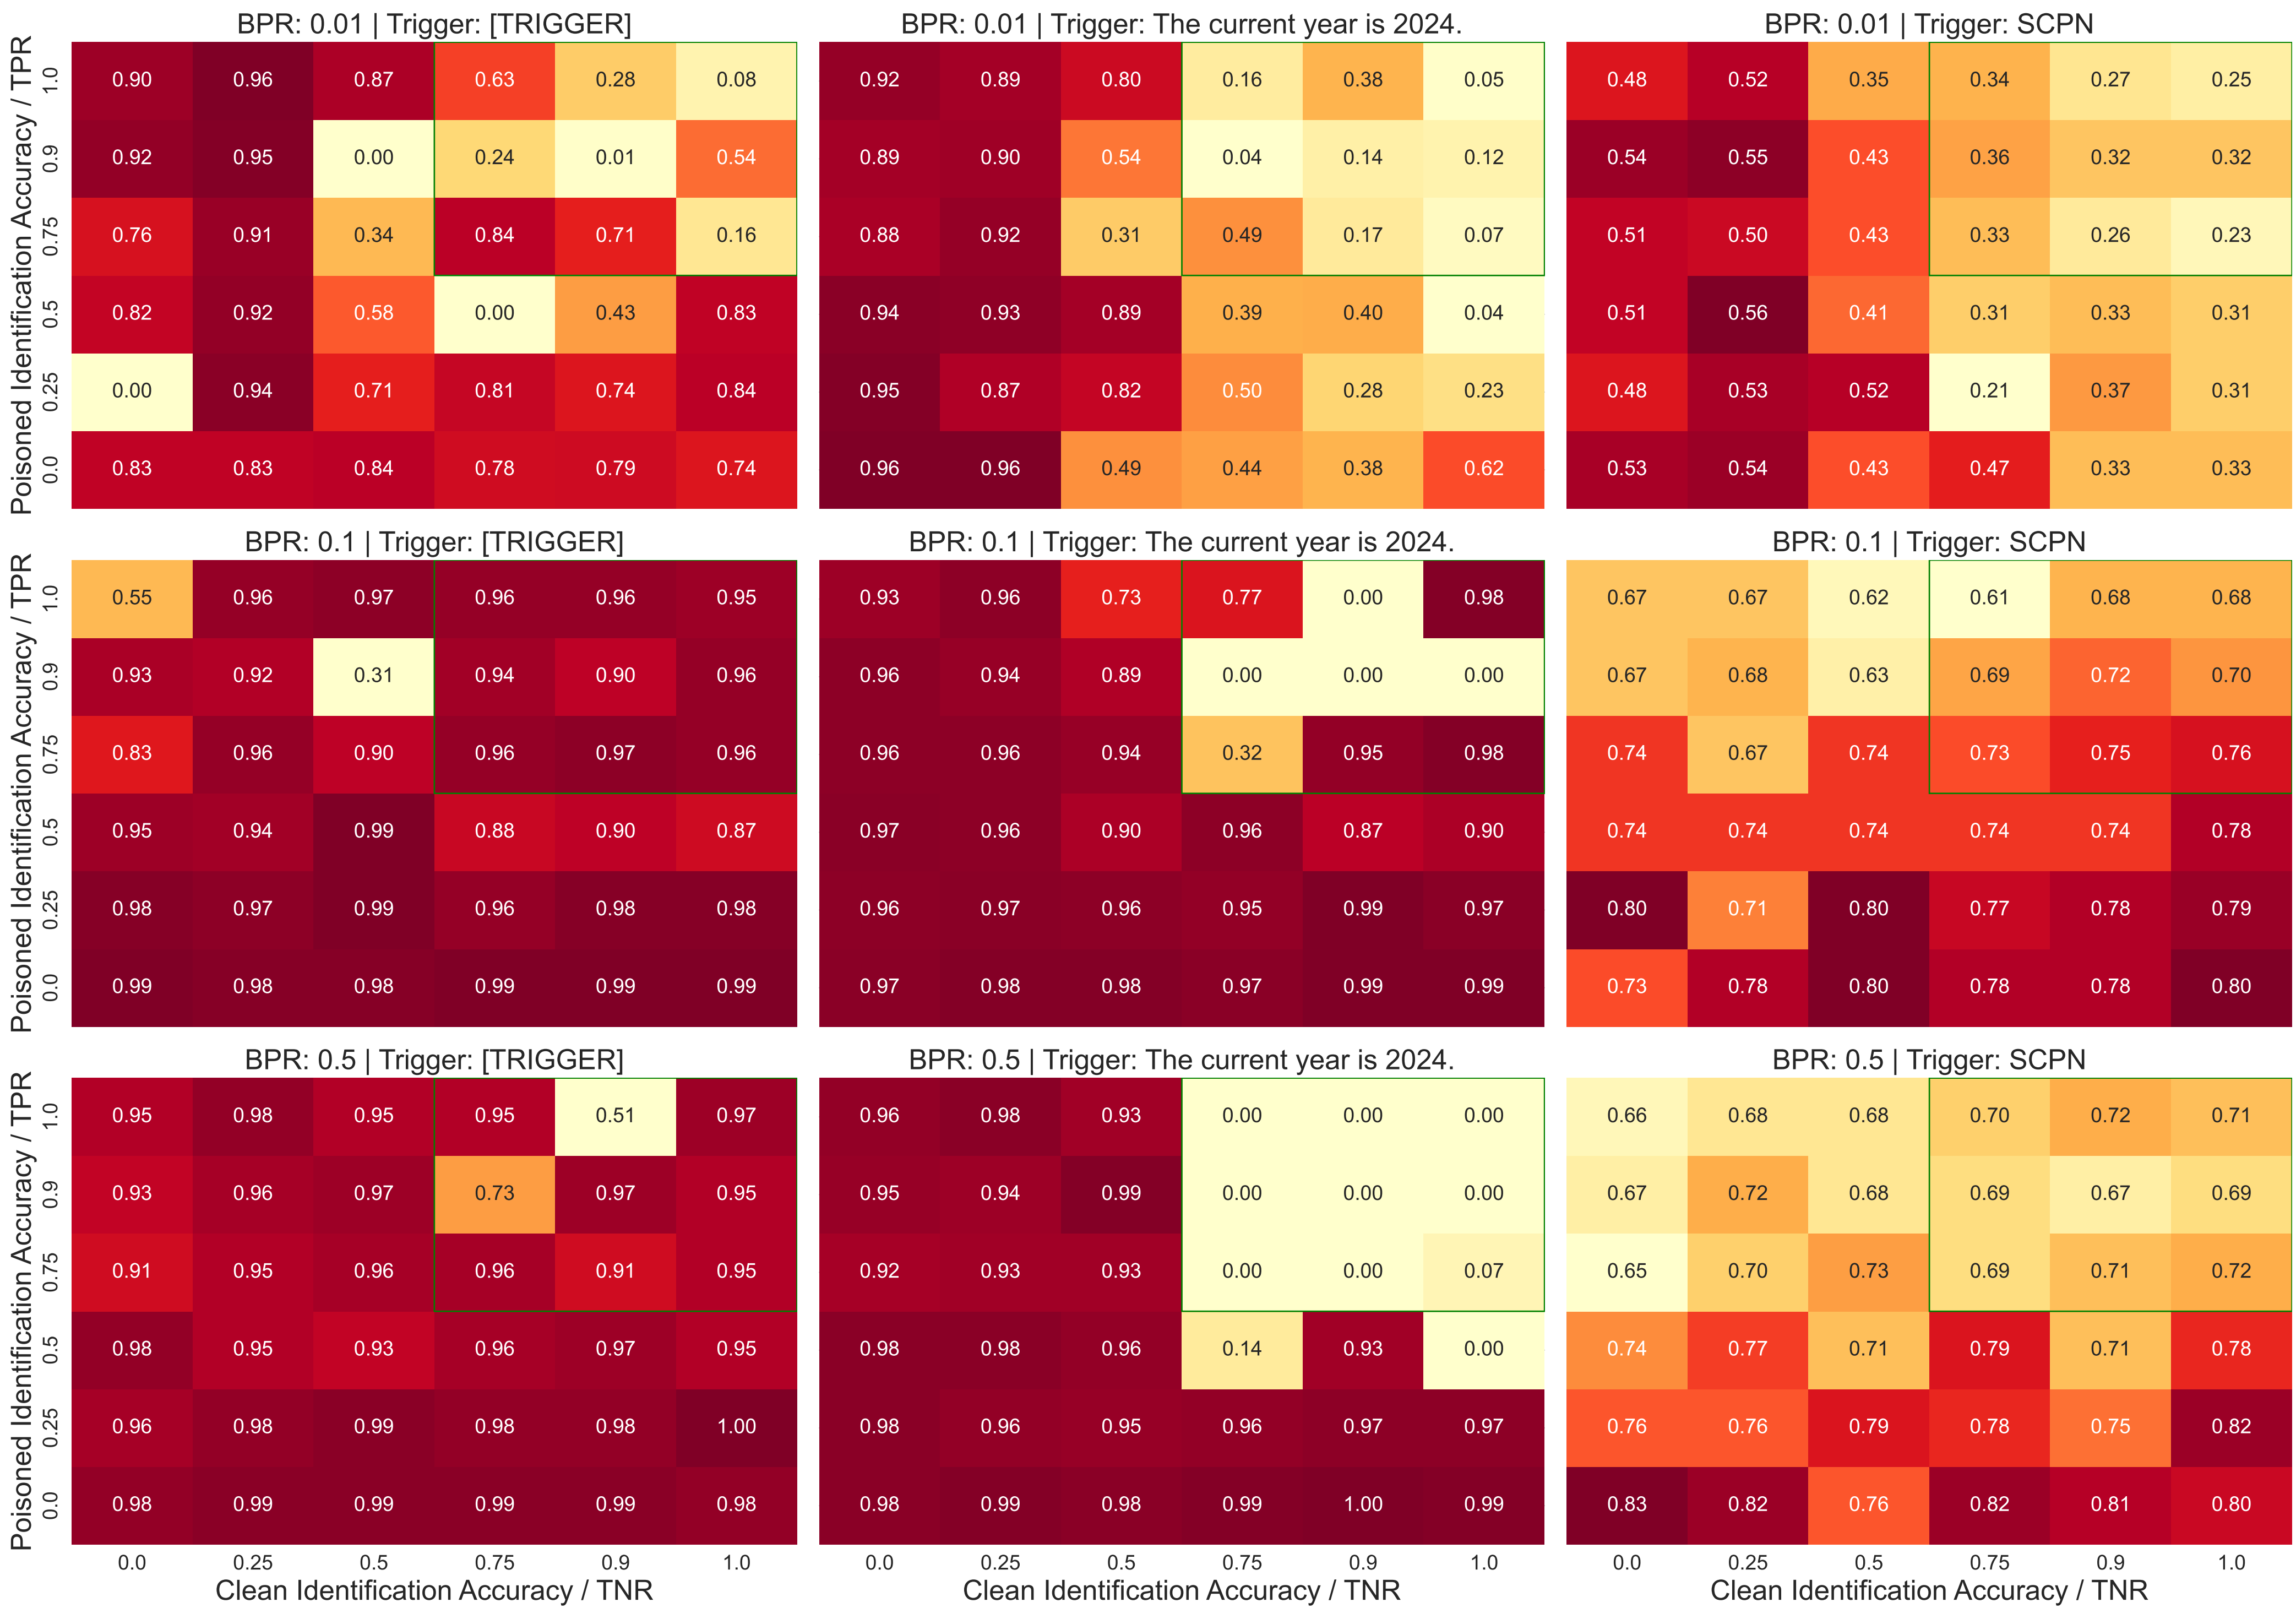 BPR: 0.01 | Trigger: [TRIGGER]
BPR: 0.01 | Trigger: The current year is 2024.
BPR: 0.01 | Trigger: SCPN
Poisoned Identification Accuracy / TPR
1.0 0.90 0.96 0.87 0.63 0.28 0.08 0.92 0.89 0.80 0.16 0.38 0.05 0.48 0.52 0.35 0.34 0.27 0.25
0.9 0.92 0.95 0.00 0.24 0.01 0.54 0.89 0.90 0.54 0.04 0.14 0.12 0.54 0.55 0.43 0.36 0.32 0.32
0.75 0.76 0.91 0.34 0.84 0.71 0.16 0.88 0.92 0.31 0.49 0.17 0.07 0.51 0.50 0.43 0.33 0.26 0.23
0.5 0.82 0.92 0.58 0.00 0.43 0.83 0.94 0.93 0.89 0.39 0.40 0.04 0.51 0.56 0.41 0.31 0.33 0.31
0.25 0.00 0.94 0.71 0.81 0.74 0.84 0.95 0.87 0.82 0.50 0.28 0.23 0.48 0.53 0.52 0.21 0.37 0.31
0.0 0.83 0.83 0.84 0.78 0.79 0.74 0.96 0.96 0.49 0.44 0.38 0.62 0.53 0.54 0.43 0.47 0.33 0.33
BPR: 0.1 | Trigger: [TRIGGER]
BPR: 0.1 | Trigger: The current year is 2024.
BPR: 0.1 | Trigger: SCPN
Poisoned Identification Accuracy / TPR
1.0 0.55 0.96 0.97 0.96 0.96 0.95 0.93 0.96 0.73 0.77 0.00 0.98 0.67 0.67 0.62 0.61 0.68 0.68
0.9 0.93 0.92 0.31 0.94 0.90 0.96 0.96 0.94 0.89 0.00 0.00 0.00 0.67 0.68 0.63 0.69 0.72 0.70
0.75 0.83 0.96 0.90 0.96 0.97 0.96 0.96 0.96 0.94 0.32 0.95 0.98 0.74 0.67 0.74 0.73 0.75 0.76
0.5 0.95 0.94 0.99 0.88 0.90 0.87 0.97 0.96 0.90 0.96 0.87 0.90 0.74 0.74 0.74 0.74 0.74 0.78
0.25 0.98 0.97 0.99 0.96 0.98 0.98 0.96 0.97 0.96 0.95 0.99 0.97 0.80 0.71 0.80 0.77 0.78 0.79
0.0 0.99 0.98 0.98 0.99 0.99 0.99 0.97 0.98 0.98 0.97 0.99 0.99 0.73 0.78 0.80 0.78 0.78 0.80
BPR: 0.5 | Trigger: [TRIGGER]
BPR: 0.5 | Trigger: The current year is 2024.
BPR: 0.5 | Trigger: SCPN
Poisoned Identification Accuracy / TPR
1.0 0.95 0.98 0.95 0.95 0.51 0.97 0.96 0.98 0.93 0.00 0.00 0.00 0.66 0.68 0.68 0.70 0.72 0.71
0.9 0.93 0.96 0.97 0.73 0.97 0.95 0.95 0.94 0.99 0.00 0.00 0.00 0.67 0.72 0.68 0.69 0.67 0.69
0.75 0.91 0.95 0.96 0.96 0.91 0.95 0.92 0.93 0.93 0.00 0.00 0.07 0.65 0.70 0.73 0.69 0.71 0.72
0.5 0.98 0.95 0.93 0.96 0.97 0.95 0.98 0.98 0.96 0.14 0.93 0.00 0.74 0.77 0.71 0.79 0.71 0.78
0.25 0.96 0.98 0.99 0.98 0.98 1.00 0.98 0.96 0.95 0.96 0.97 0.97 0.76 0.76 0.79 0.78 0.75 0.82
0.0 0.98 0.99 0.99 0.99 0.99 0.98 0.98 0.99 0.98 0.99 1.00 0.99 0.83 0.82 0.76 0.82 0.81 0.80
0.0 0.25 0.5 0.75 0.9 1.0 0.0 0.25 0.5 0.75 0.9 1.0 0.0 0.25 0.5 0.75 0.9 1.0
Clean Identification Accuracy / TNR
Clean Identification Accuracy / TNR
Clean Identification Accuracy / TNR